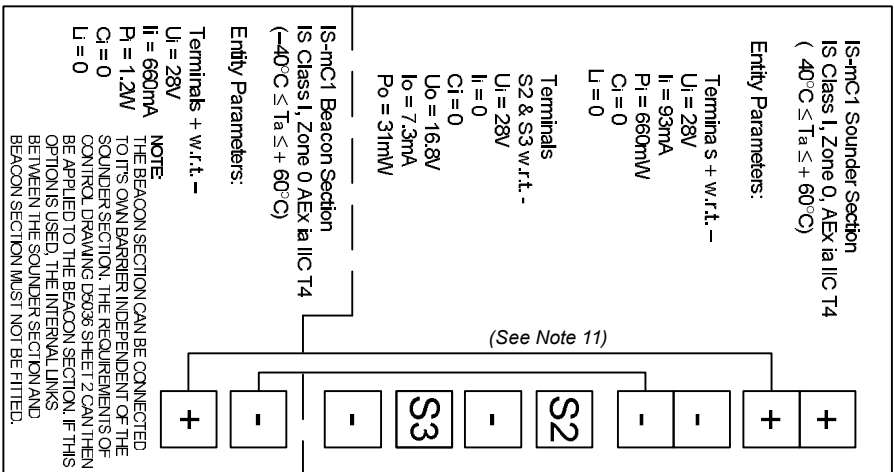 IS-mC1 Sounder Section
IS Class I, Zone 0, AEx ia IIC T4
( 40°C ≤ Ta ≤ + 60°C)
Entity Parameters:
Termina s + w.r.t. –
Ui = 28V
Ii = 93mA
Pi = 660mW
Ci = 0
Li = 0
Terminals
S2 & S3 w.r.t. -
Ui = 28V
Ii = 0
Ci = 0
Uo = 16.8V
Io = 7.3mA
Po = 31mW
IS-mC1 Beacon Section
IS Class I, Zone 0 AEx ia IIC T4
(–40°C ≤ Ta ≤ + 60°C)
Entity Parameters:
Terminals + w.r.t. –
Ui = 28V
Ii = 660mA
Pi = 1.2W
Ci = 0
Li = 0
NOTE:
THE BEACON SECTION CAN BE CONNECTED
TO IT'S OWN BARRIER INDEPENDENT OF THE
SOUNDER SECTION. THE REQUIREMENTS OF
CONTROL DRAWING D5036 SHEET 2 CAN THEN
BE APPLIED TO THE BEACON SECTION. IF THIS
OPTION IS USED, THE INTERNAL LINKS
BETWEEN THE SOUNDER SECTION AND
BEACON SECTION MUST NOT BE FITTED.
(See Note 11)
+
+
-
-
S2
-
S3
-
-
+